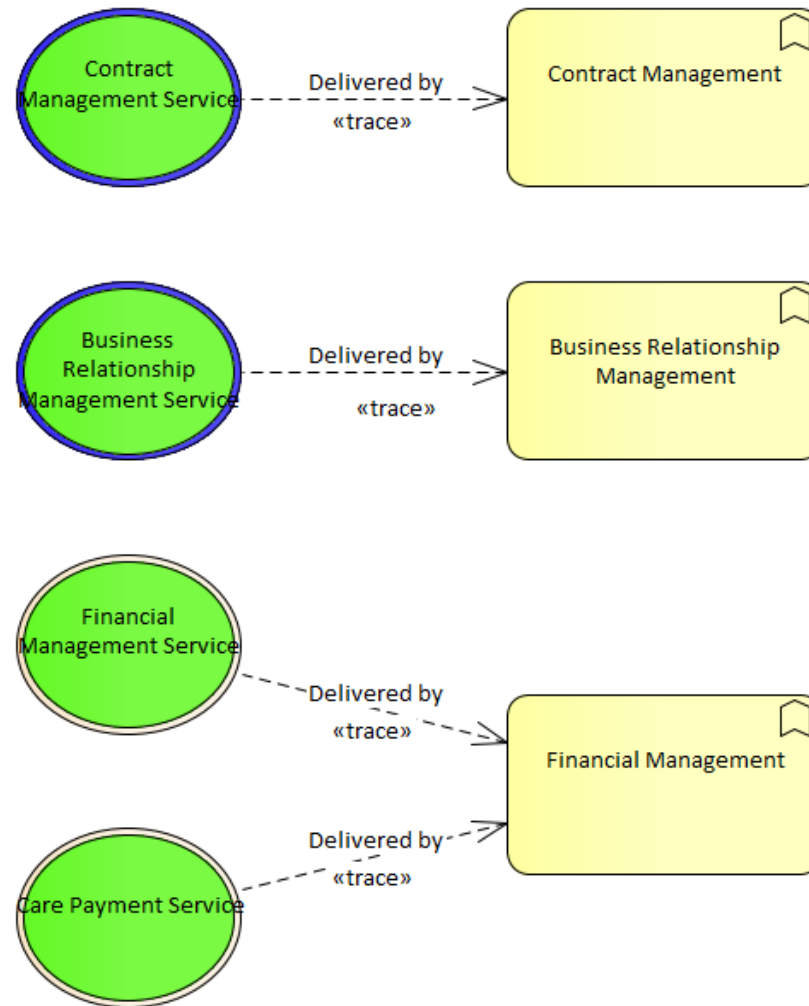 Contract
Management Service
Delivered by
«trace»
Contract Management
Business
Relationship
Management Service
Delivered by
«trace»
Business Relationship
Management
Financial
Management Service
Delivered by
«trace»
Financial Management
Care Payment Service
Delivered by
«trace»